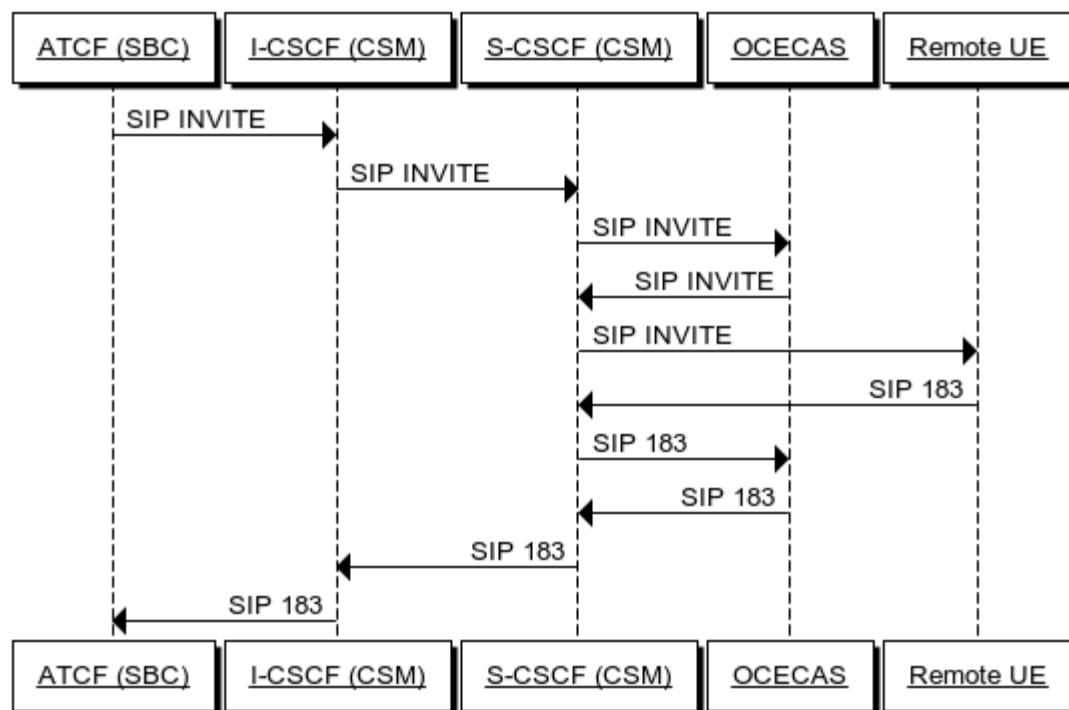 ATCF (SBC) I-CSCF (CSM) S-CSCF (CSM) OCECAS Remote UE
SIP INVITE
SIP INVITE
SIP INVITE
SIP INVITE
SIP INVITE
SIP 183
SIP 183
SIP 183
SIP 183
SIP 183
ATCF (SBC) I-CSCF (CSM) S-CSCF (CSM) OCECAS Remote UE